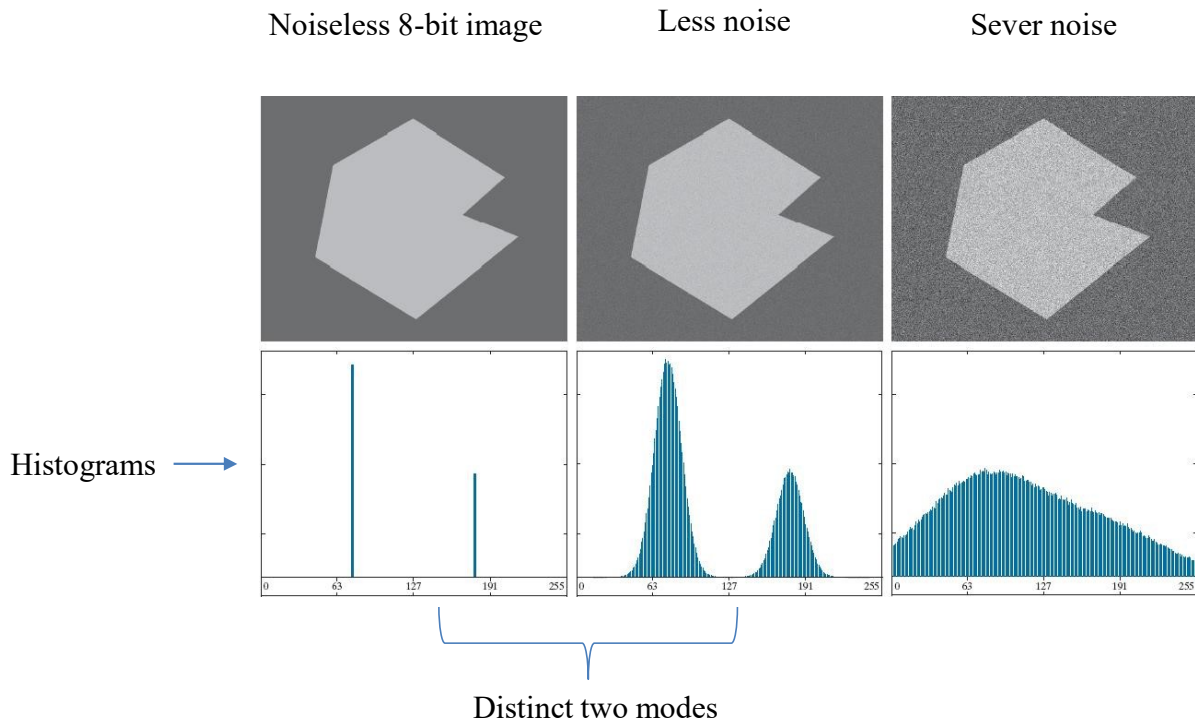 Noiseless 8-bit image
Less noise
Sever noise
Histograms
0 63 127 191 255
0 63 127 191 255
0 63 127 191 255
Distinct two modes